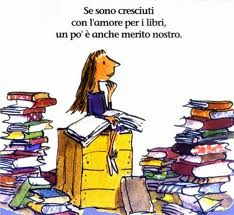 Se sono cresciuti
con l'amore per i libri,
un po' è anche merito nostro.